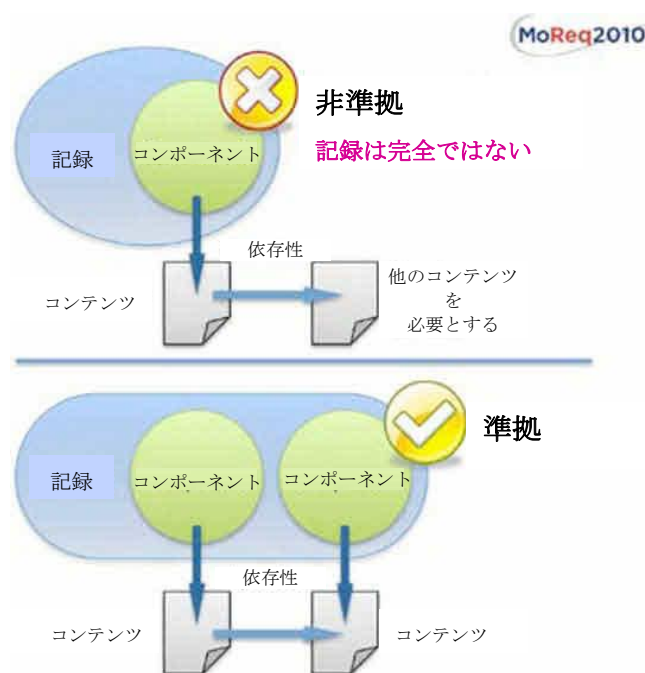 MoReq2010
非準拠
記録は完全ではない
記録
コンポーネント
依存性
コンテンツ
他のコンテンツ
を
必要とする
準拠
記録
コンポーネント
コンポーネント
依存性
コンテンツ
コンテンツ